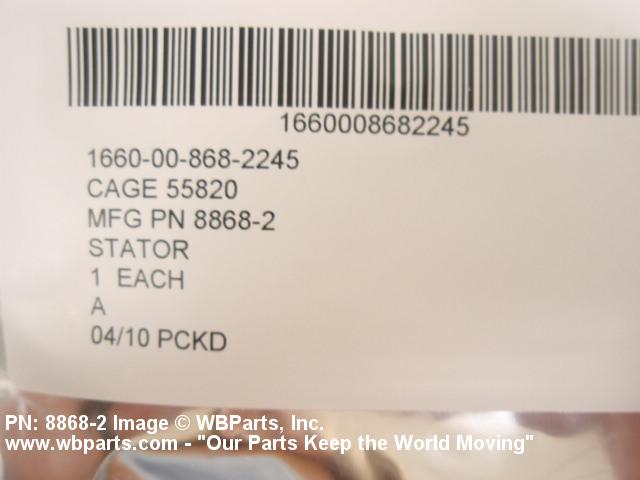 1660008682245
1660-00-868-2245
CAGE 55820
MFG PN 8868-2
STATOR
1 EACH
A
04/10 PCKD
PN: 8868-2 Image © WBParts, Inc.
www.wbparts.com - "Our Parts Keep the World Moving"